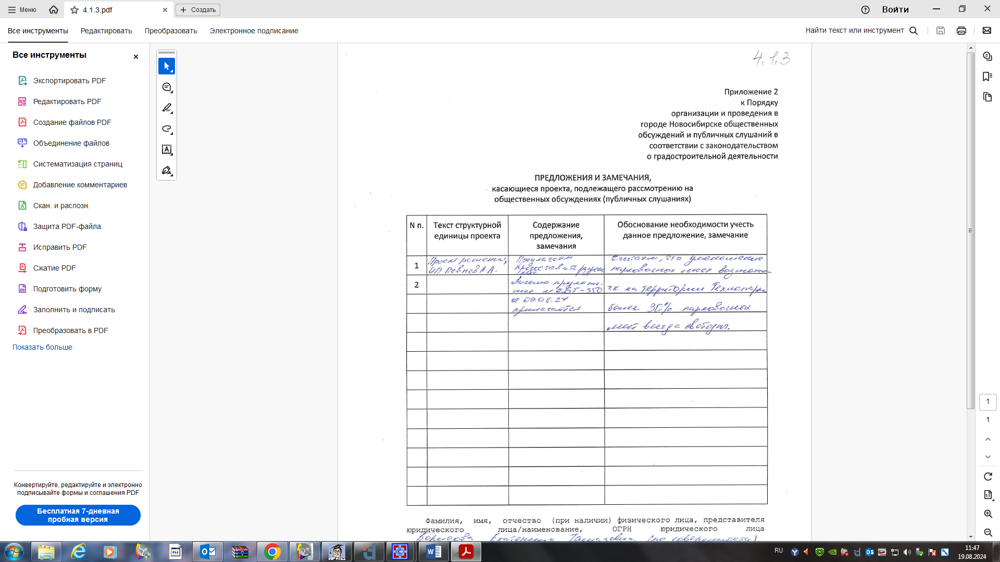 Меню
4.1.3.pdf
Создать
Войти
Все инструменты
Редактировать
Преобразовать
Электронное подписание
Найти текст или инструмент
Все инструменты
Экспортировать PDF
Редактировать PDF
Создание файлов PDF
Объединение файлов
Систематизация страниц
Добавление комментариев
Скан. и распозн.
Защита PDF-файла
Исправить PDF
Сжатие PDF
Подготовить форму
Заполнить и подписать
Преобразовать в PDF
Показать больше
Конвертируйте, редактируйте и электронно
подписывайте формы и соглашения PDF
Бесплатная 7-дневная
пробная версия
4.1.3
Приложение 2
к Порядку
организации и проведения в
городе Новосибирске общественных
обсуждений и публичных слушаний в
соответствии с законодательством
о градостроительной деятельности
ПРЕДЛОЖЕНИЯ И ЗАМЕЧАНИЯ,
касающиеся проекта, подлежащего рассмотрению на
общественных обсуждениях (публичных слушаниях)
N п.
Текст структурной
единицы проекта
Содержание
предложения,
замечания
Обоснование необходимости учесть
данное предложение, замечание
1
Проект решения,
ИП Певнев А.А.
Предлагаем
предоставить
Считаем, что уменьшение
парковочных мест возможно
2
Письмо предложе-
ние
от 09.08.24
прилагается
т.к на территории Технопарка
более 30% парковочных
мест всегда свободны.
Фамилия, имя, отчество (при наличии) физического лица, представителя
юридического лица/наименование, ОГРН юридического лица
Борисова Екатерина (по доверенности)
1
1
RU
11:47
19.08.2024